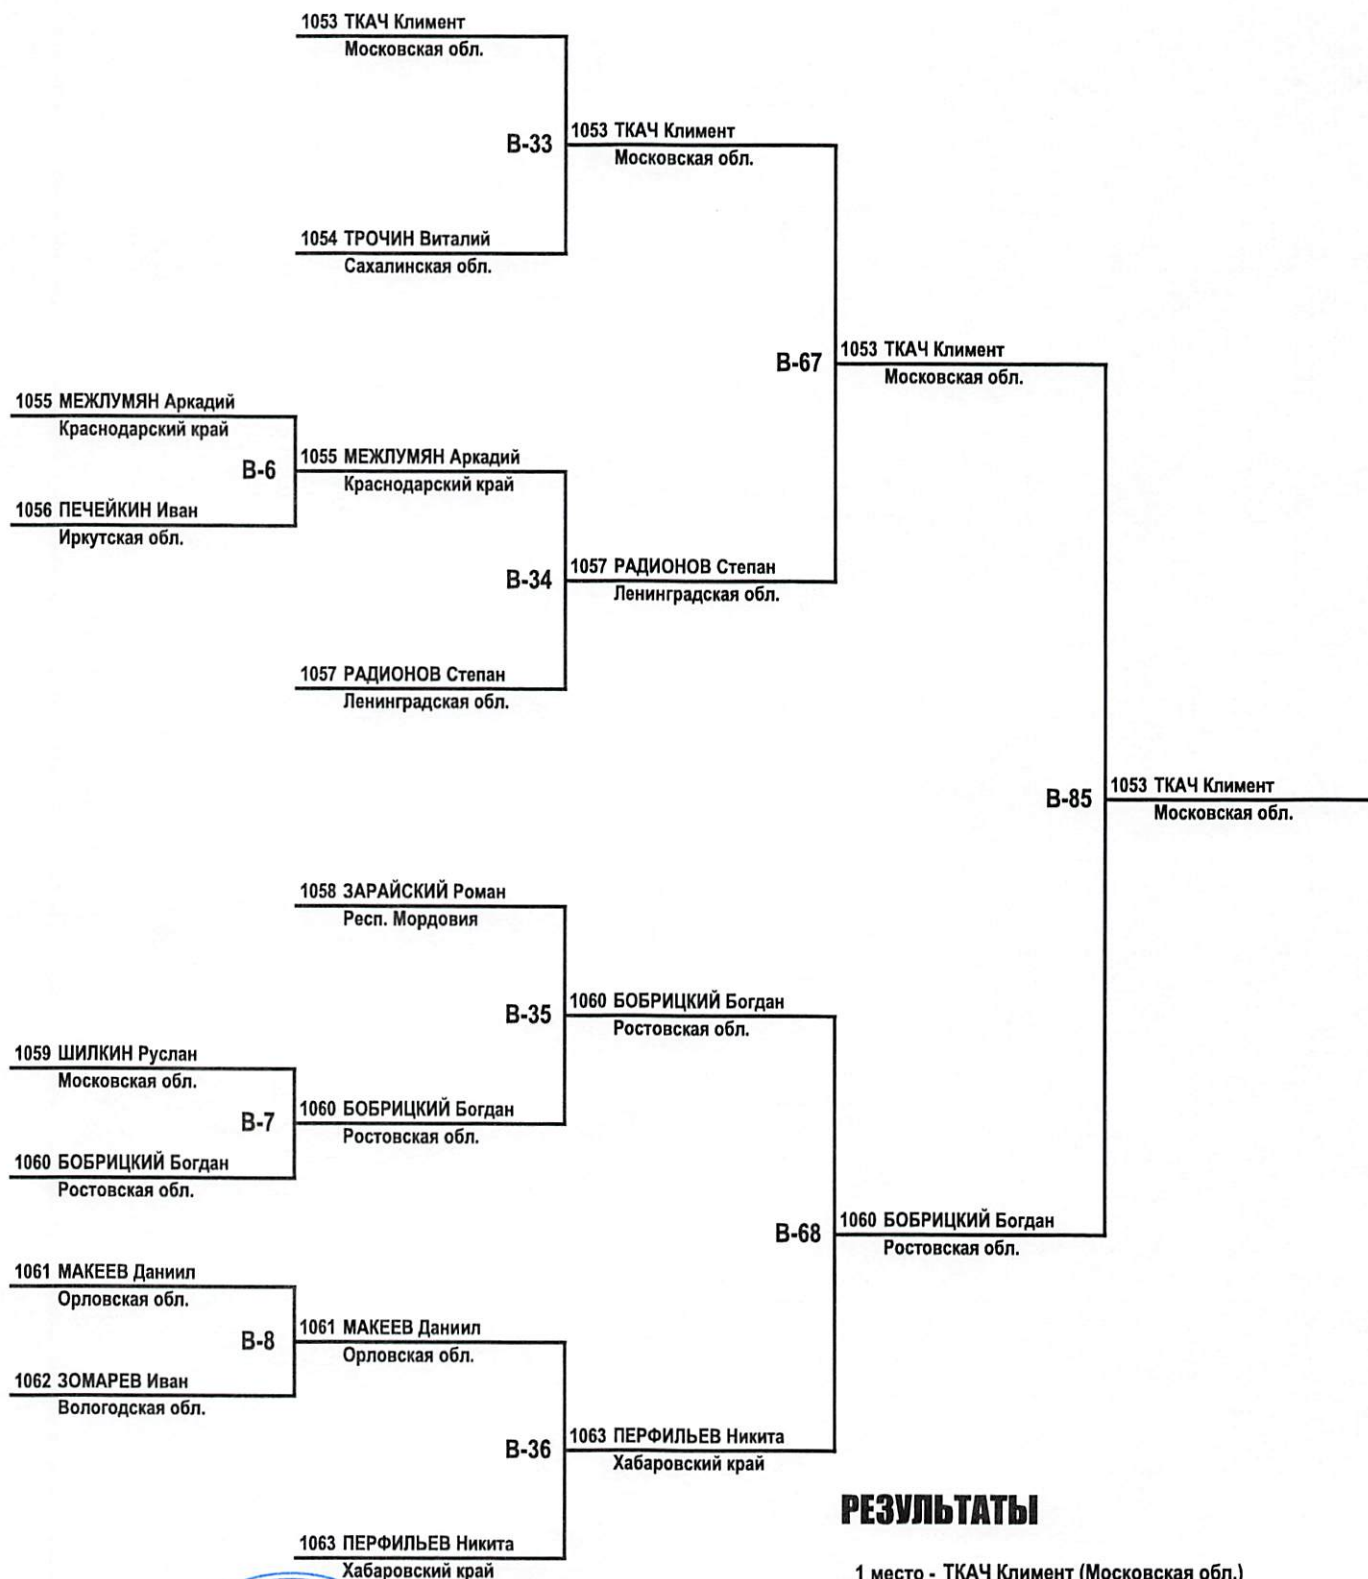 1053 ТКАЧ Климент
Московская обл.
B-33
1053 ТКАЧ Климент
Московская обл.
1054 ТРОЧИН Виталий
Сахалинская обл.
B-67
1053 ТКАЧ Климент
Московская обл.
1055 МЕЖЛУМЯН Аркадий
Краснодарский край
B-6
1055 МЕЖЛУМЯН Аркадий
Краснодарский край
1056 ПЕЧЕЙКИН Иван
Иркутская обл.
B-34
1057 РАДИОНОВ Степан
Ленинградская обл.
1057 РАДИОНОВ Степан
Ленинградская обл.
B-85
1053 ТКАЧ Климент
Московская обл.
1058 ЗАРАЙСКИЙ Роман
Респ. Мордовия
B-35
1060 БОБРИЦКИЙ Богдан
Ростовская обл.
1059 ШИЛКИН Руслан
Московская обл.
B-7
1060 БОБРИЦКИЙ Богдан
Ростовская обл.
1060 БОБРИЦКИЙ Богдан
Ростовская обл.
B-68
1060 БОБРИЦКИЙ Богдан
Ростовская обл.
1061 МАКЕЕВ Даниил
Орловская обл.
B-8
1061 МАКЕЕВ Даниил
Орловская обл.
1062 ЗОМАРЕВ Иван
Вологодская обл.
B-36
1063 ПЕРФИЛЬЕВ Никита
Хабаровский край
1063 ПЕРФИЛЬЕВ Никита
Хабаровский край
РЕЗУЛЬТАТЫ
1 место - ТКАЧ Климент (Московская обл.)